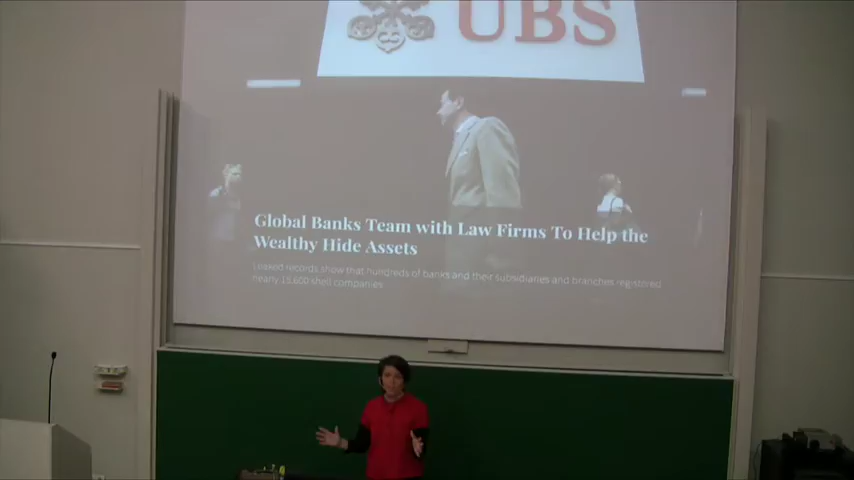 UBS
Global Banks Team with Law Firms To Help the
Wealthy Hide Assets
Leaked records show that hundreds of banks and their subsidiaries and branches registered
nearly 15,600 shell companies